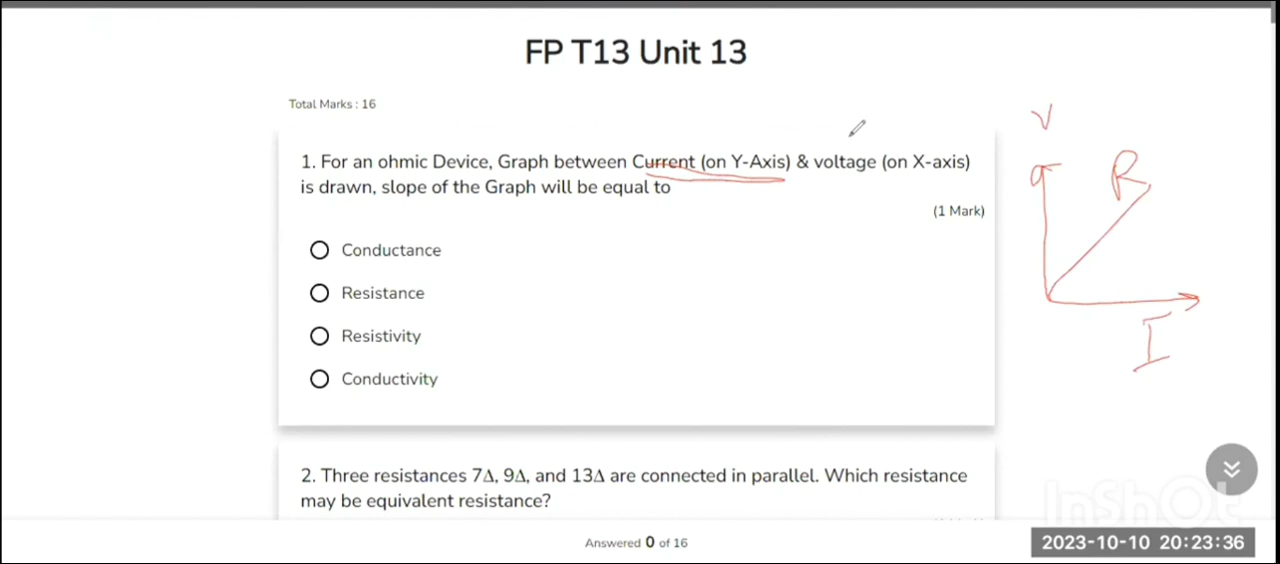 FP T13 Unit 13
Total Marks : 16
1. For an ohmic Device, Graph between Current (on Y-Axis) & voltage (on X-axis)
is drawn, slope of the Graph will be equal to
(1 Mark)
Conductance
Resistance
Resistivity
Conductivity
V
R
I
2. Three resistances 7Δ, 9Δ, and 13Δ are connected in parallel. Which resistance
may be equivalent resistance?
Answered 0 of 16
InShOt
2023-10-10 20:23:36